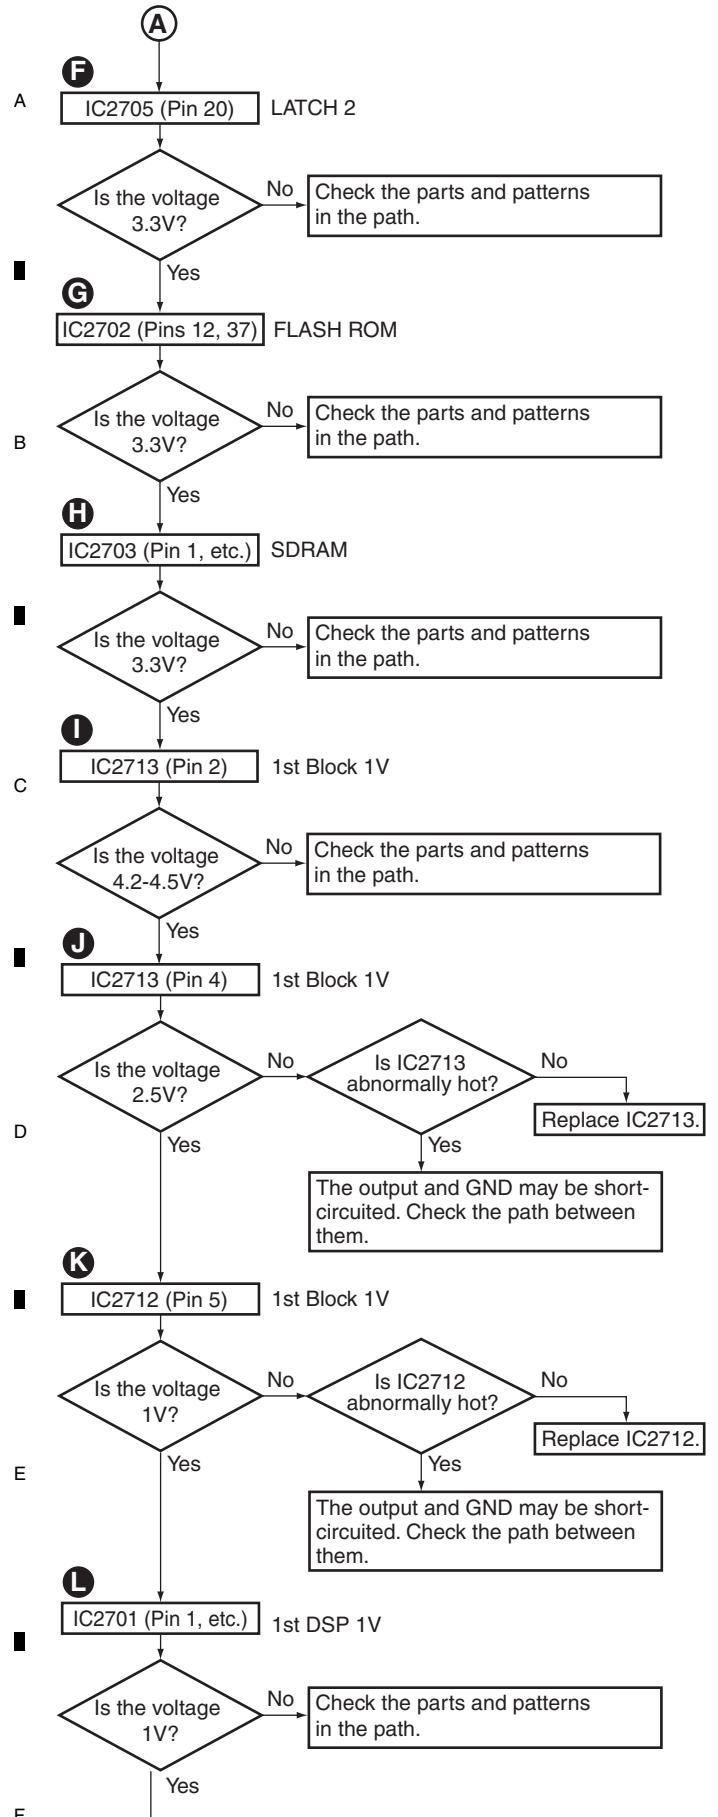 A
F
A
IC2705 (Pin 20)
LATCH 2
Is the voltage
3.3V?
No
Check the parts and patterns
in the path.
Yes
G
IC2702 (Pins 12, 37)
FLASH ROM
Is the voltage
3.3V?
No
Check the parts and patterns
in the path.
B
Yes
H
IC2703 (Pin 1, etc.)
SDRAM
Is the voltage
3.3V?
No
Check the parts and patterns
in the path.
Yes
I
IC2713 (Pin 2)
1st Block 1V
C
Is the voltage
4.2-4.5V?
No
Check the parts and patterns
in the path.
Yes
J
IC2713 (Pin 4)
1st Block 1V
Is the voltage
2.5V?
No
Is IC2713
abnormally hot?
No
Replace IC2713.
D
Yes
Yes
The output and GND may be short-
circuited. Check the path between
them.
K
IC2712 (Pin 5)
1st Block 1V
Is the voltage
1V?
No
Is IC2712
abnormally hot?
No
Replace IC2712.
E
Yes
Yes
The output and GND may be short-
circuited. Check the path between
them.
L
IC2701 (Pin 1, etc.)
1st DSP 1V
Is the voltage
1V?
No
Check the parts and patterns
in the path.
Yes